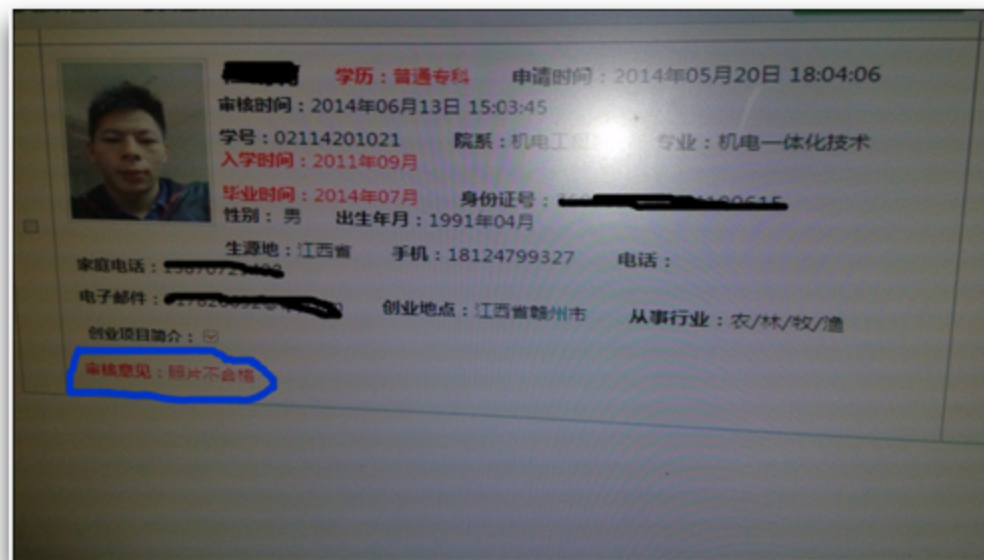 学历：普通专科 申请时间：2014年05月20日 18:04:06
审核时间：2014年06月13日 15:03:45
学号：02114201021 院系：机电工 专业：机电一体化技术
入学时间：2011年09月
毕业时间：2014年07月 身份证号：
性别： 男 出生年月：1991年04月
生源地：江西省 手机：18124799327 电话：
家庭电话：
电子邮件： 创业地点：江西省赣州市 从事行业：农/林/牧/渔
创业项目简介：
审核意见：照片不合格